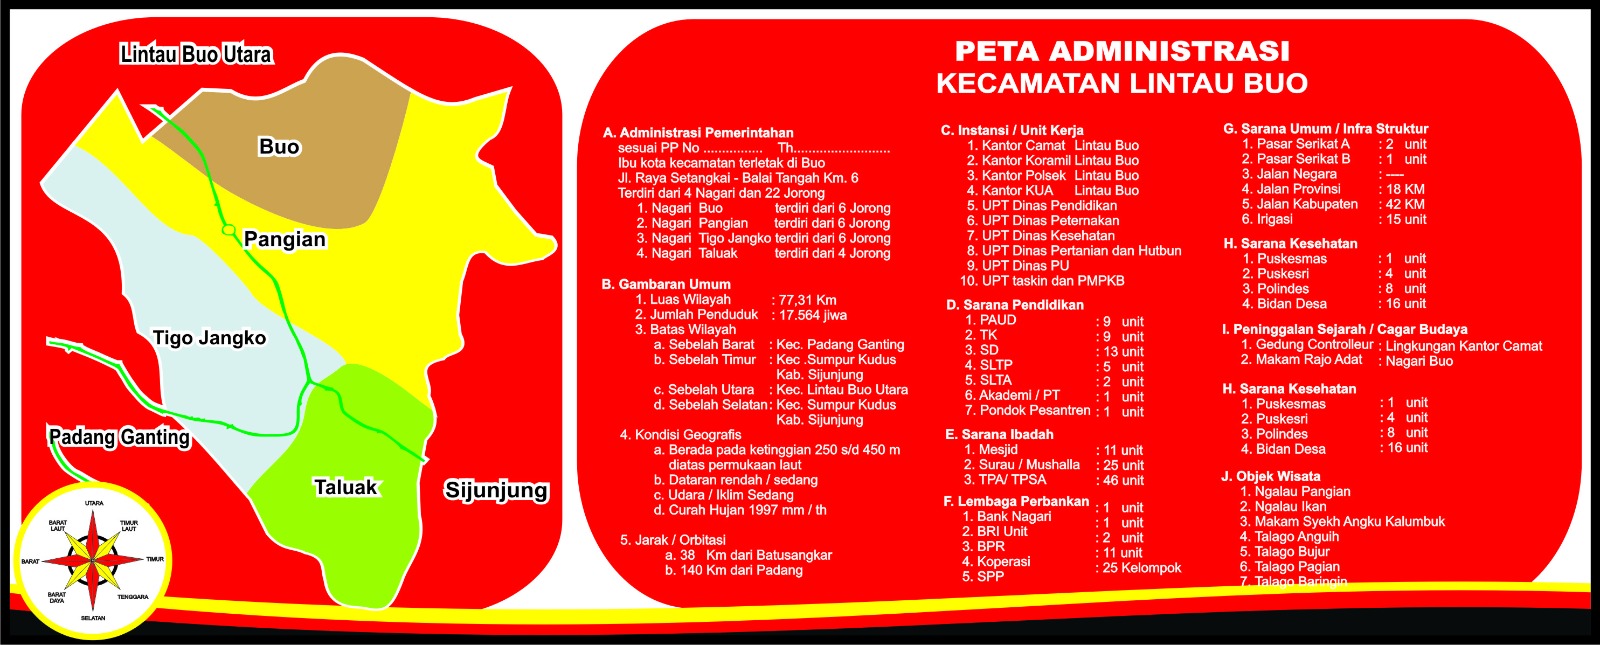 Lintau Buo Utara
Buo
Pangian
Tigo Jangko
Padang Ganting
Taluak
Sijunjung
UTARA
BARAT LAUT
TIMUR LAUT
BARAT
TIMUR
BARAT DAYA
TENGGARA
SELATAN
PETA ADMINISTRASI
KECAMATAN LINTAU BUO
A. Administrasi Pemerintahan
sesuai PP No ................ Th..........................
Ibu kota kecamatan terletak di Buo
Jl. Raya Setangkai - Balai Tangah Km. 6
Terdiri dari 4 Nagari dan 22 Jorong
1. Nagari Buo terdiri dari 6 Jorong
2. Nagari Pangian terdiri dari 6 Jorong
3. Nagari Tigo Jangko terdiri dari 6 Jorong
4. Nagari Taluak terdiri dari 4 Jorong
B. Gambaran Umum
1. Luas Wilayah : 77,31 Km
2. Jumlah Penduduk : 17.564 jiwa
3. Batas Wilayah
a. Sebelah Barat : Kec. Padang Ganting
b. Sebelah Timur : Kec .Sumpur Kudus
Kab. Sijunjung
c. Sebelah Utara : Kec. Lintau Buo Utara
d. Sebelah Selatan : Kec. Sumpur Kudus
Kab. Sijunjung
4. Kondisi Geografis
a. Berada pada ketinggian 250 s/d 450 m
diatas permukaan laut
b. Dataran rendah / sedang
c. Udara / Iklim Sedang
d. Curah Hujan 1997 mm / th
5. Jarak / Orbitasi
a. 38 Km dari Batusangkar
b. 140 Km dari Padang
C. Instansi / Unit Kerja
1. Kantor Camat Lintau Buo
2. Kantor Koramil Lintau Buo
3. Kantor Polsek Lintau Buo
4. Kantor KUA Lintau Buo
5. UPT Dinas Pendidikan
6. UPT Dinas Peternakan
7. UPT Dinas Kesehatan
8. UPT Dinas Pertanian dan Hutbun
9. UPT Dinas PU
10. UPT taskin dan PMPKB
D. Sarana Pendidikan
1. PAUD : 9 unit
2. TK : 9 unit
3. SD : 13 unit
4. SLTP : 5 unit
5. SLTA : 2 unit
6. Akademi / PT : 1 unit
7. Pondok Pesantren : 1 unit
E. Sarana Ibadah
1. Mesjid : 11 unit
2. Surau / Mushalla : 25 unit
3. TPA/ TPSA : 46 unit
F. Lembaga Perbankan
1. Bank Nagari : 1 unit
2. BRI Unit : 1 unit
3. BPR : 2 unit
4. Koperasi : 11 unit
5. SPP : 25 Kelompok
G. Sarana Umum / Infra Struktur
1. Pasar Serikat A : 2 unit
2. Pasar Serikat B : 1 unit
3. Jalan Negara : ----
4. Jalan Provinsi : 18 KM
5. Jalan Kabupaten : 42 KM
6. Irigasi : 15 unit
H. Sarana Kesehatan
1. Puskesmas : 1 unit
2. Puskesri : 4 unit
3. Polindes : 8 unit
4. Bidan Desa : 16 unit
I. Peninggalan Sejarah / Cagar Budaya
1. Gedung Controlleur : Lingkungan Kantor Camat
2. Makam Rajo Adat : Nagari Buo
H. Sarana Kesehatan
1. Puskesmas : 1 unit
2. Puskesri : 4 unit
3. Polindes : 8 unit
4. Bidan Desa : 16 unit
J. Objek Wisata
1. Ngalau Pangian
2. Ngalau Ikan
3. Makam Syekh Angku Kalumbuk
4. Talago Anguih
5. Talago Bujur
6. Talago Pagian
7. Talago Baringin